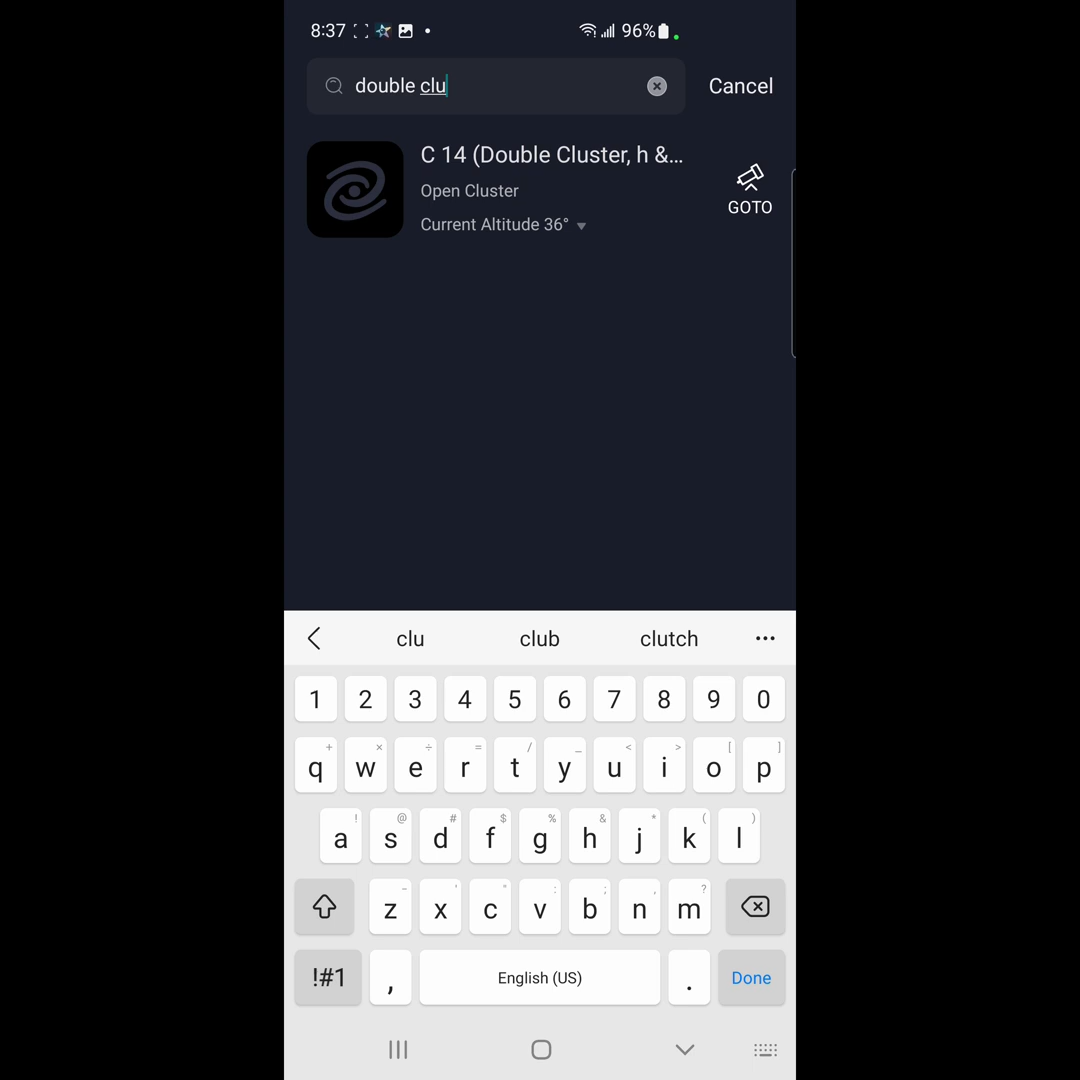 8:37 96%
double clu Cancel
C 14 (Double Cluster, h &...
Open Cluster
Current Altitude 36°
GOTO
clu club clutch
1 2 3 4 5 6 7 8 9 0
+ × ÷ = / _ < > [ ]
q w e r t y u i o p
! @ # $ % & * ( )
a s d f g h j k l
- ' " : ; , ?
z x c v b n m
!#1 , English (US) . Done